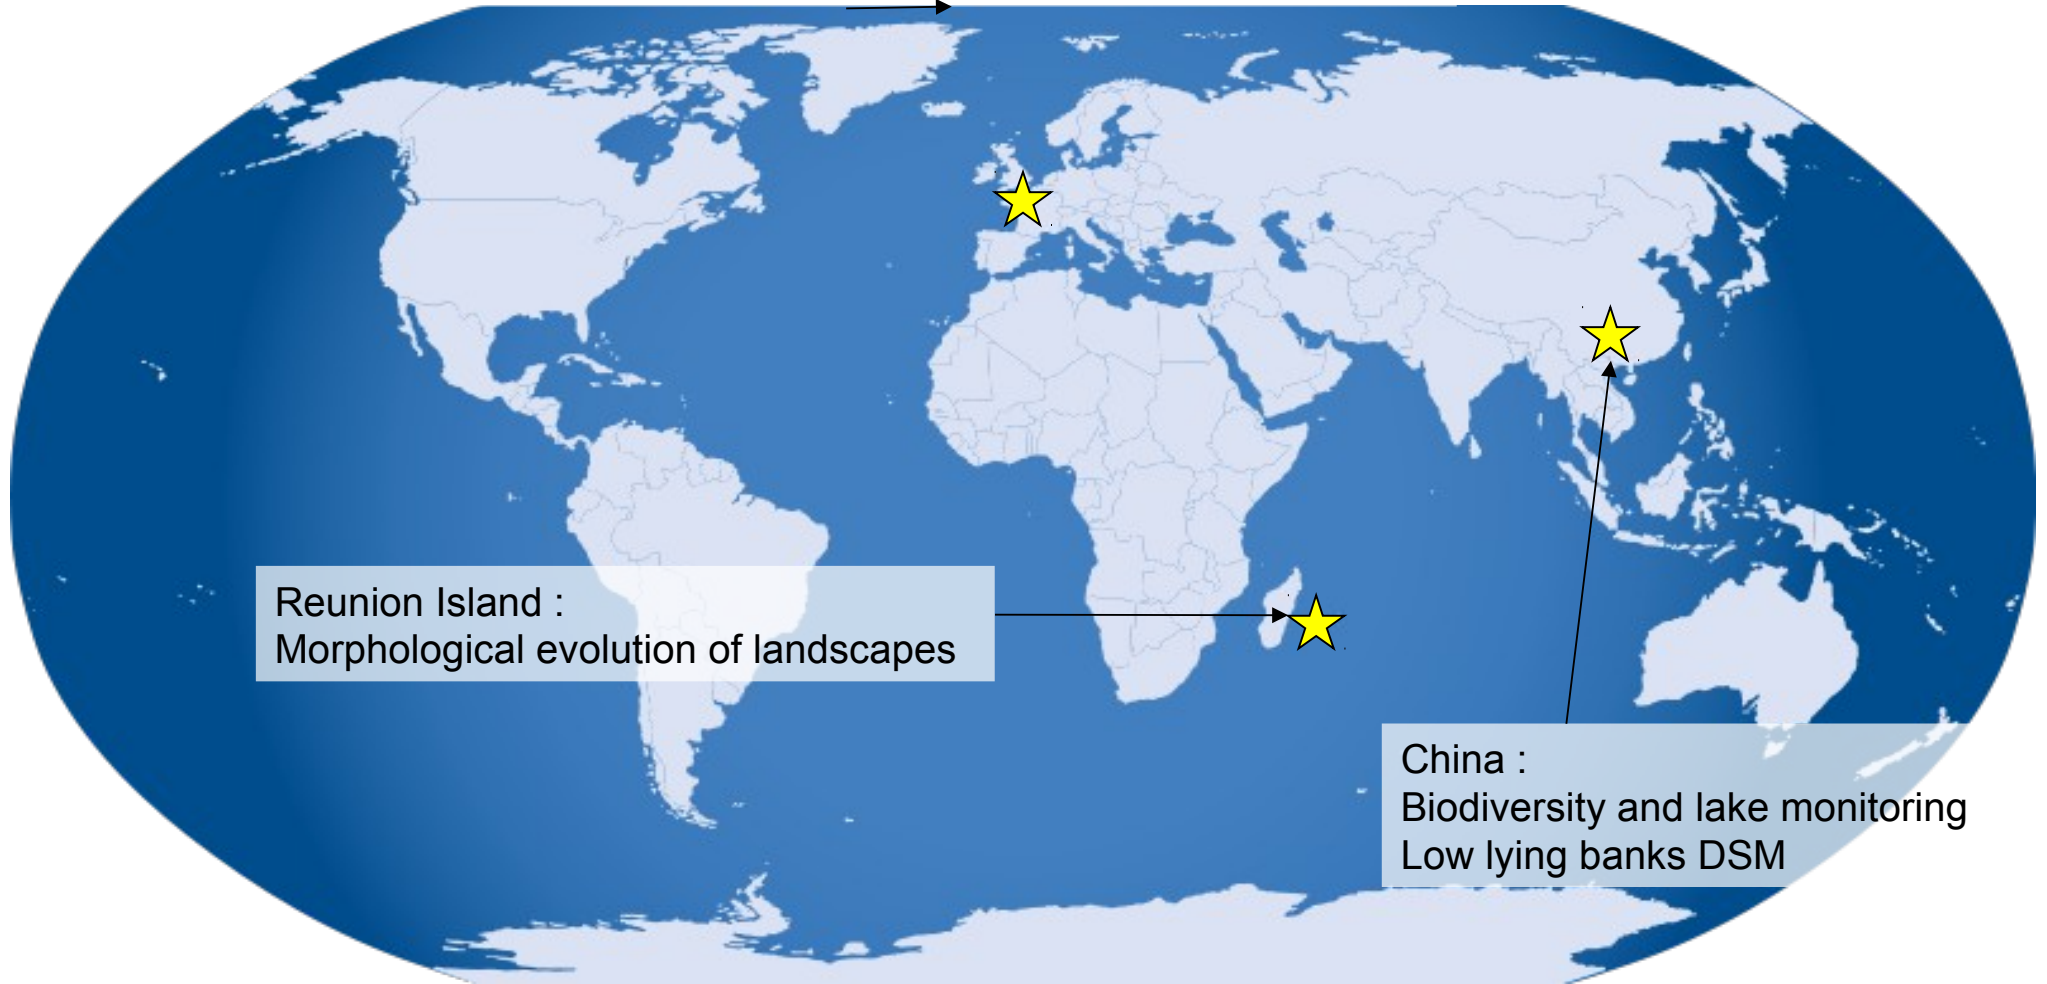 Reunion Island :
Morphological evolution of landscapes
China :
Biodiversity and lake monitoring
Low lying banks DSM